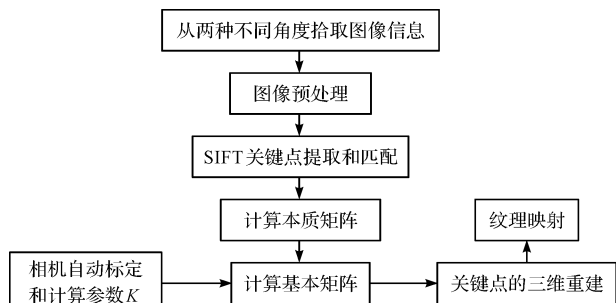 从两种不同角度拾取图像信息
图像预处理
SIFT关键点提取和匹配
计算本质矩阵
纹理映射
相机自动标定
和计算参数K
计算基本矩阵
关键点的三维重建